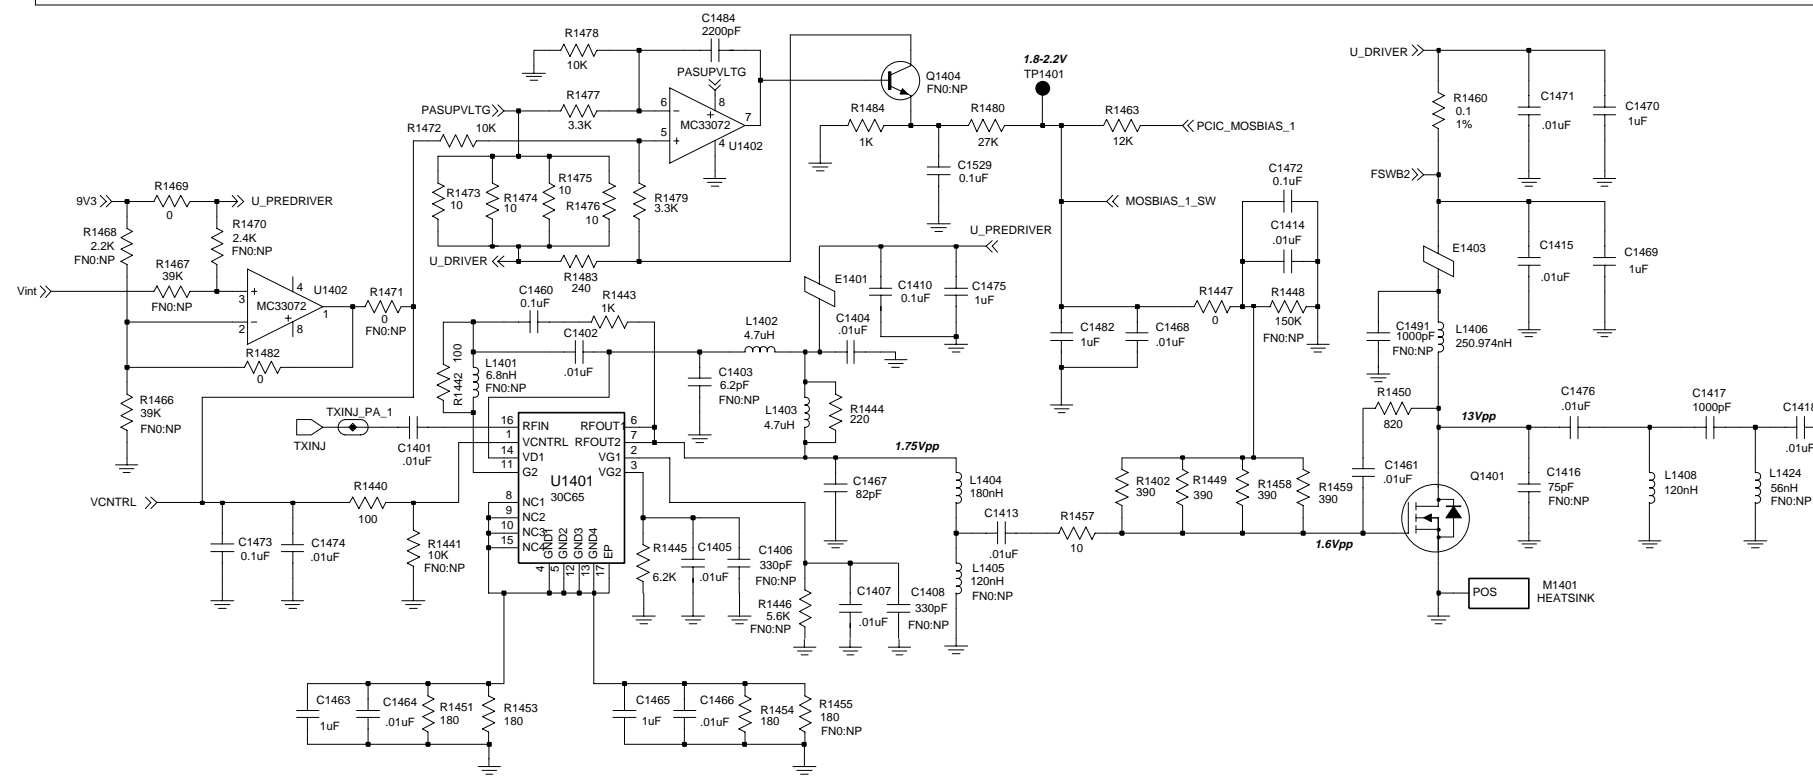 C1484
2200pF
R1478
10K
PASUPVLTG
PASUPVLTG
R1477
3.3K
R1472
10K
6
5
8
7
4
MC33072
U1402
Q1404
FN0:NP
1.8-2.2V
TP1401
R1484
1K
R1480
27K
R1463
12K
PCIC_MOSBIAS_1
C1529
0.1uF
U_DRIVER
R1460
0.1
1%
C1471
.01uF
C1470
1uF
FSWB2
R1473
10
R1474
10
R1475
10
R1476
10
R1479
3.3K
9V3
R1469
0
U_PREDRIVER
R1468
2.2K
FN0:NP
R1470
2.4K
FN0:NP
R1467
39K
FN0:NP
Vint
3
2
4
8
1
MC33072
U1402
R1471
0
FN0:NP
R1482
0
R1466
39K
FN0:NP
U_DRIVER
R1483
240
MOSBIAS_1_SW
C1472
0.1uF
C1414
.01uF
U_PREDRIVER
E1401
C1410
0.1uF
C1475
1uF
E1403
C1415
.01uF
C1469
1uF
C1460
0.1uF
R1443
1K
C1402
.01uF
L1402
4.7uH
C1404
.01uF
R1442
100
L1401
6.8nH
FN0:NP
C1403
6.2pF
FN0:NP
L1403
4.7uH
R1444
220
C1482
1uF
C1468
.01uF
R1447
0
R1448
150K
FN0:NP
C1491
1000pF
FN0:NP
L1406
250.974nH
R1450
820
13Vpp
C1476
.01uF
C1417
1000pF
C1418
.01uF
TXINJ_PA_1
TXINJ
C1401
.01uF
16
1
14
11
8
9
10
15
RFIN
VCNTRL
VD1
G2
NC1
NC2
NC3
NC4
RFOUT1
RFOUT2
VG1
VG2
6
7
2
3
U1401
30C65
GND1
GND2
GND3
GND4
EP
4
5
12
13
17
1.75Vpp
C1467
82pF
L1404
180nH
C1413
.01uF
R1457
10
L1405
120nH
FN0:NP
R1402
390
R1449
390
R1458
390
R1459
390
C1461
.01uF
1.6Vpp
Q1401
C1416
75pF
FN0:NP
L1408
120nH
L1424
56nH
FN0:NP
VCNTRL
R1440
100
C1473
0.1uF
C1474
.01uF
R1441
10K
FN0:NP
R1445
6.2K
C1405
.01uF
C1406
330pF
FN0:NP
R1446
5.6K
FN0:NP
C1407
.01uF
C1408
330pF
FN0:NP
POS
M1401
HEATSINK
C1463
1uF
C1464
.01uF
R1451
180
R1453
180
C1465
1uF
C1466
.01uF
R1454
180
R1455
180
FN0:NP